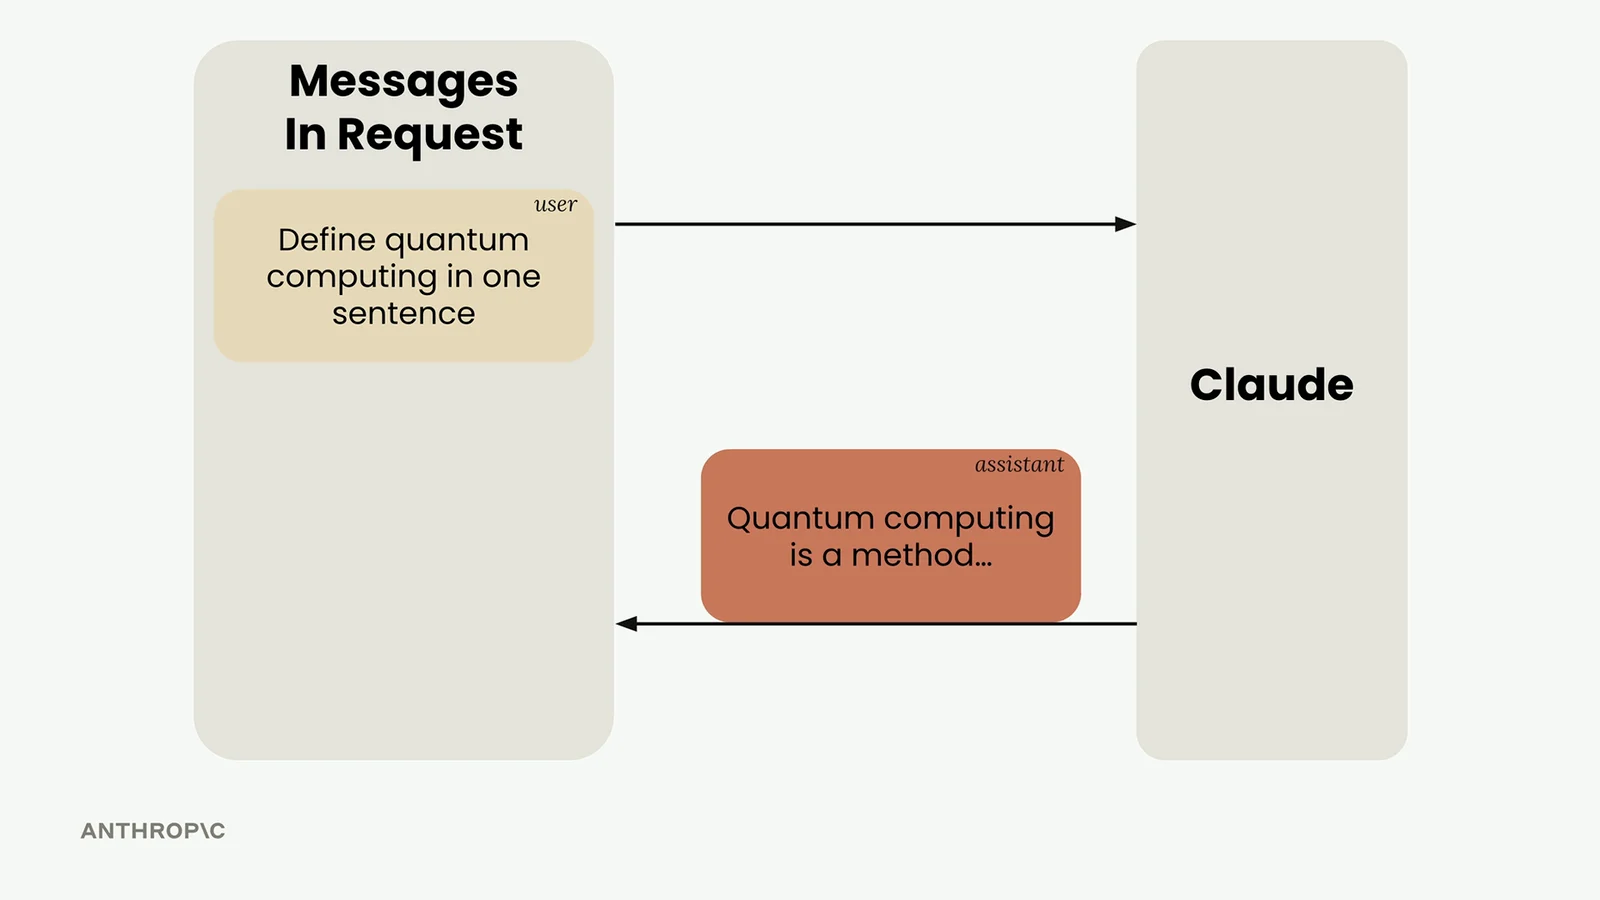 Messages
In Request
user
Define quantum
computing in one
sentence
Claude
assistant
Quantum computing
is a method...
ANTHROP\C